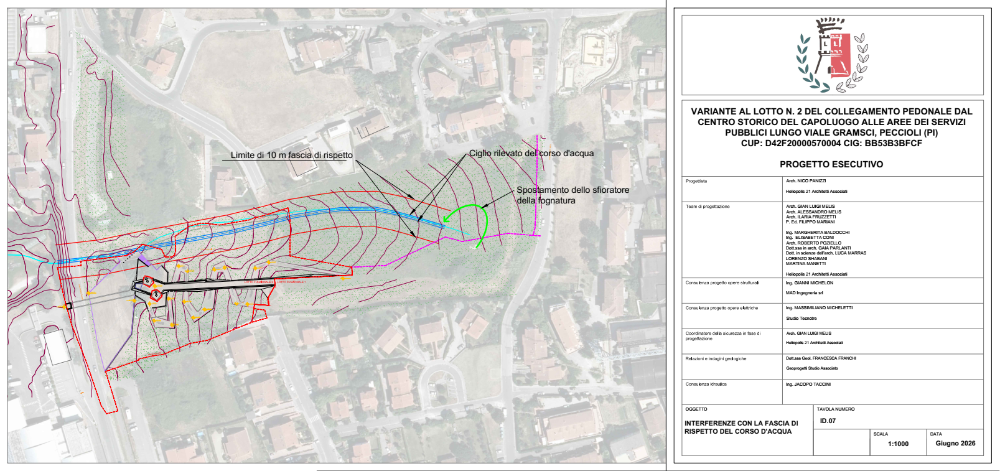 Limite di 10 m fascia di rispetto
Ciglio rilevato del corso d'acqua
Spostamento dello sfioratore
della fognatura
LOTTO FUNZIONALE 2
LOTTO FUNZIONALE 1
VARIANTE AL LOTTO N. 2 DEL COLLEGAMENTO PEDONALE DAL
CENTRO STORICO DEL CAPOLUOGO ALLE AREE DEI SERVIZI
PUBBLICI LUNGO VIALE GRAMSCI, PECCIOLI (PI)
CUP: D42F20000570004 CIG: BB53B3BFCF
PROGETTO ESECUTIVO
Progettista
Arch. NICO PANIZZI
Heliopolis 21 Architetti Associati
Team di progettazione
Arch. GIAN LUIGI MELIS
Arch. ALESSANDRO MELIS
Arch. ILARIA FRUZZETTI
P. Ed. FILIPPO MARIANI
Ing. MARGHERITA BALDOCCHI
Ing. ELISABETTA CONI
Arch. ROBERTO POZIELLO
Dott.ssa in arch. GAIA PARLANTI
Dott. in scienze dell'arch. LUCA MARRAS
LORENZO SHABANI
MARTINA MANETTI
Heliopolis 21 Architetti Associati
Consulenza progetto opere strutturali
Ing. GIANNI MICHELON
MAD Ingegneria srl
Consulenza progetto opere elettriche
Ing. MASSIMILIANO MICHELETTI
Studio Tecnotre
Coordinatore della sicurezza in fase di
progettazione
Arch. GIAN LUIGI MELIS
Heliopolis 21 Architetti Associati
Relazioni e indagini geologiche
Dott.ssa Geol. FRANCESCA FRANCHI
Geoprogetti Studio Associato
Consulenza idraulica
Ing. JACOPO TACCINI
OGGETTO
INTERFERENZE CON LA FASCIA DI
RISPETTO DEL CORSO D'ACQUA
TAVOLA NUMERO
ID.07
SCALA
1:1000
DATA
Giugno 2026